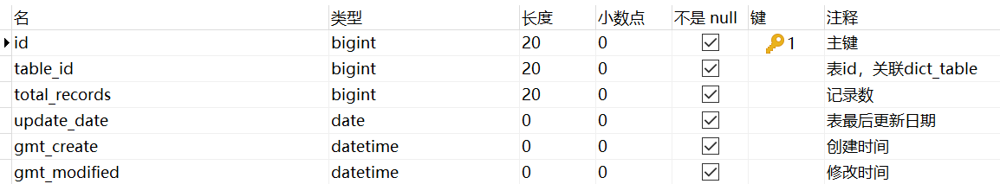 名 类型 长度 小数点 不是 null 键 注释
id bigint 20 0 1 主键
table_id bigint 20 0 表id，关联dict_table
total_records bigint 20 0 记录数
update_date date 0 0 表最后更新日期
gmt_create datetime 0 0 创建时间
gmt_modified datetime 0 0 修改时间